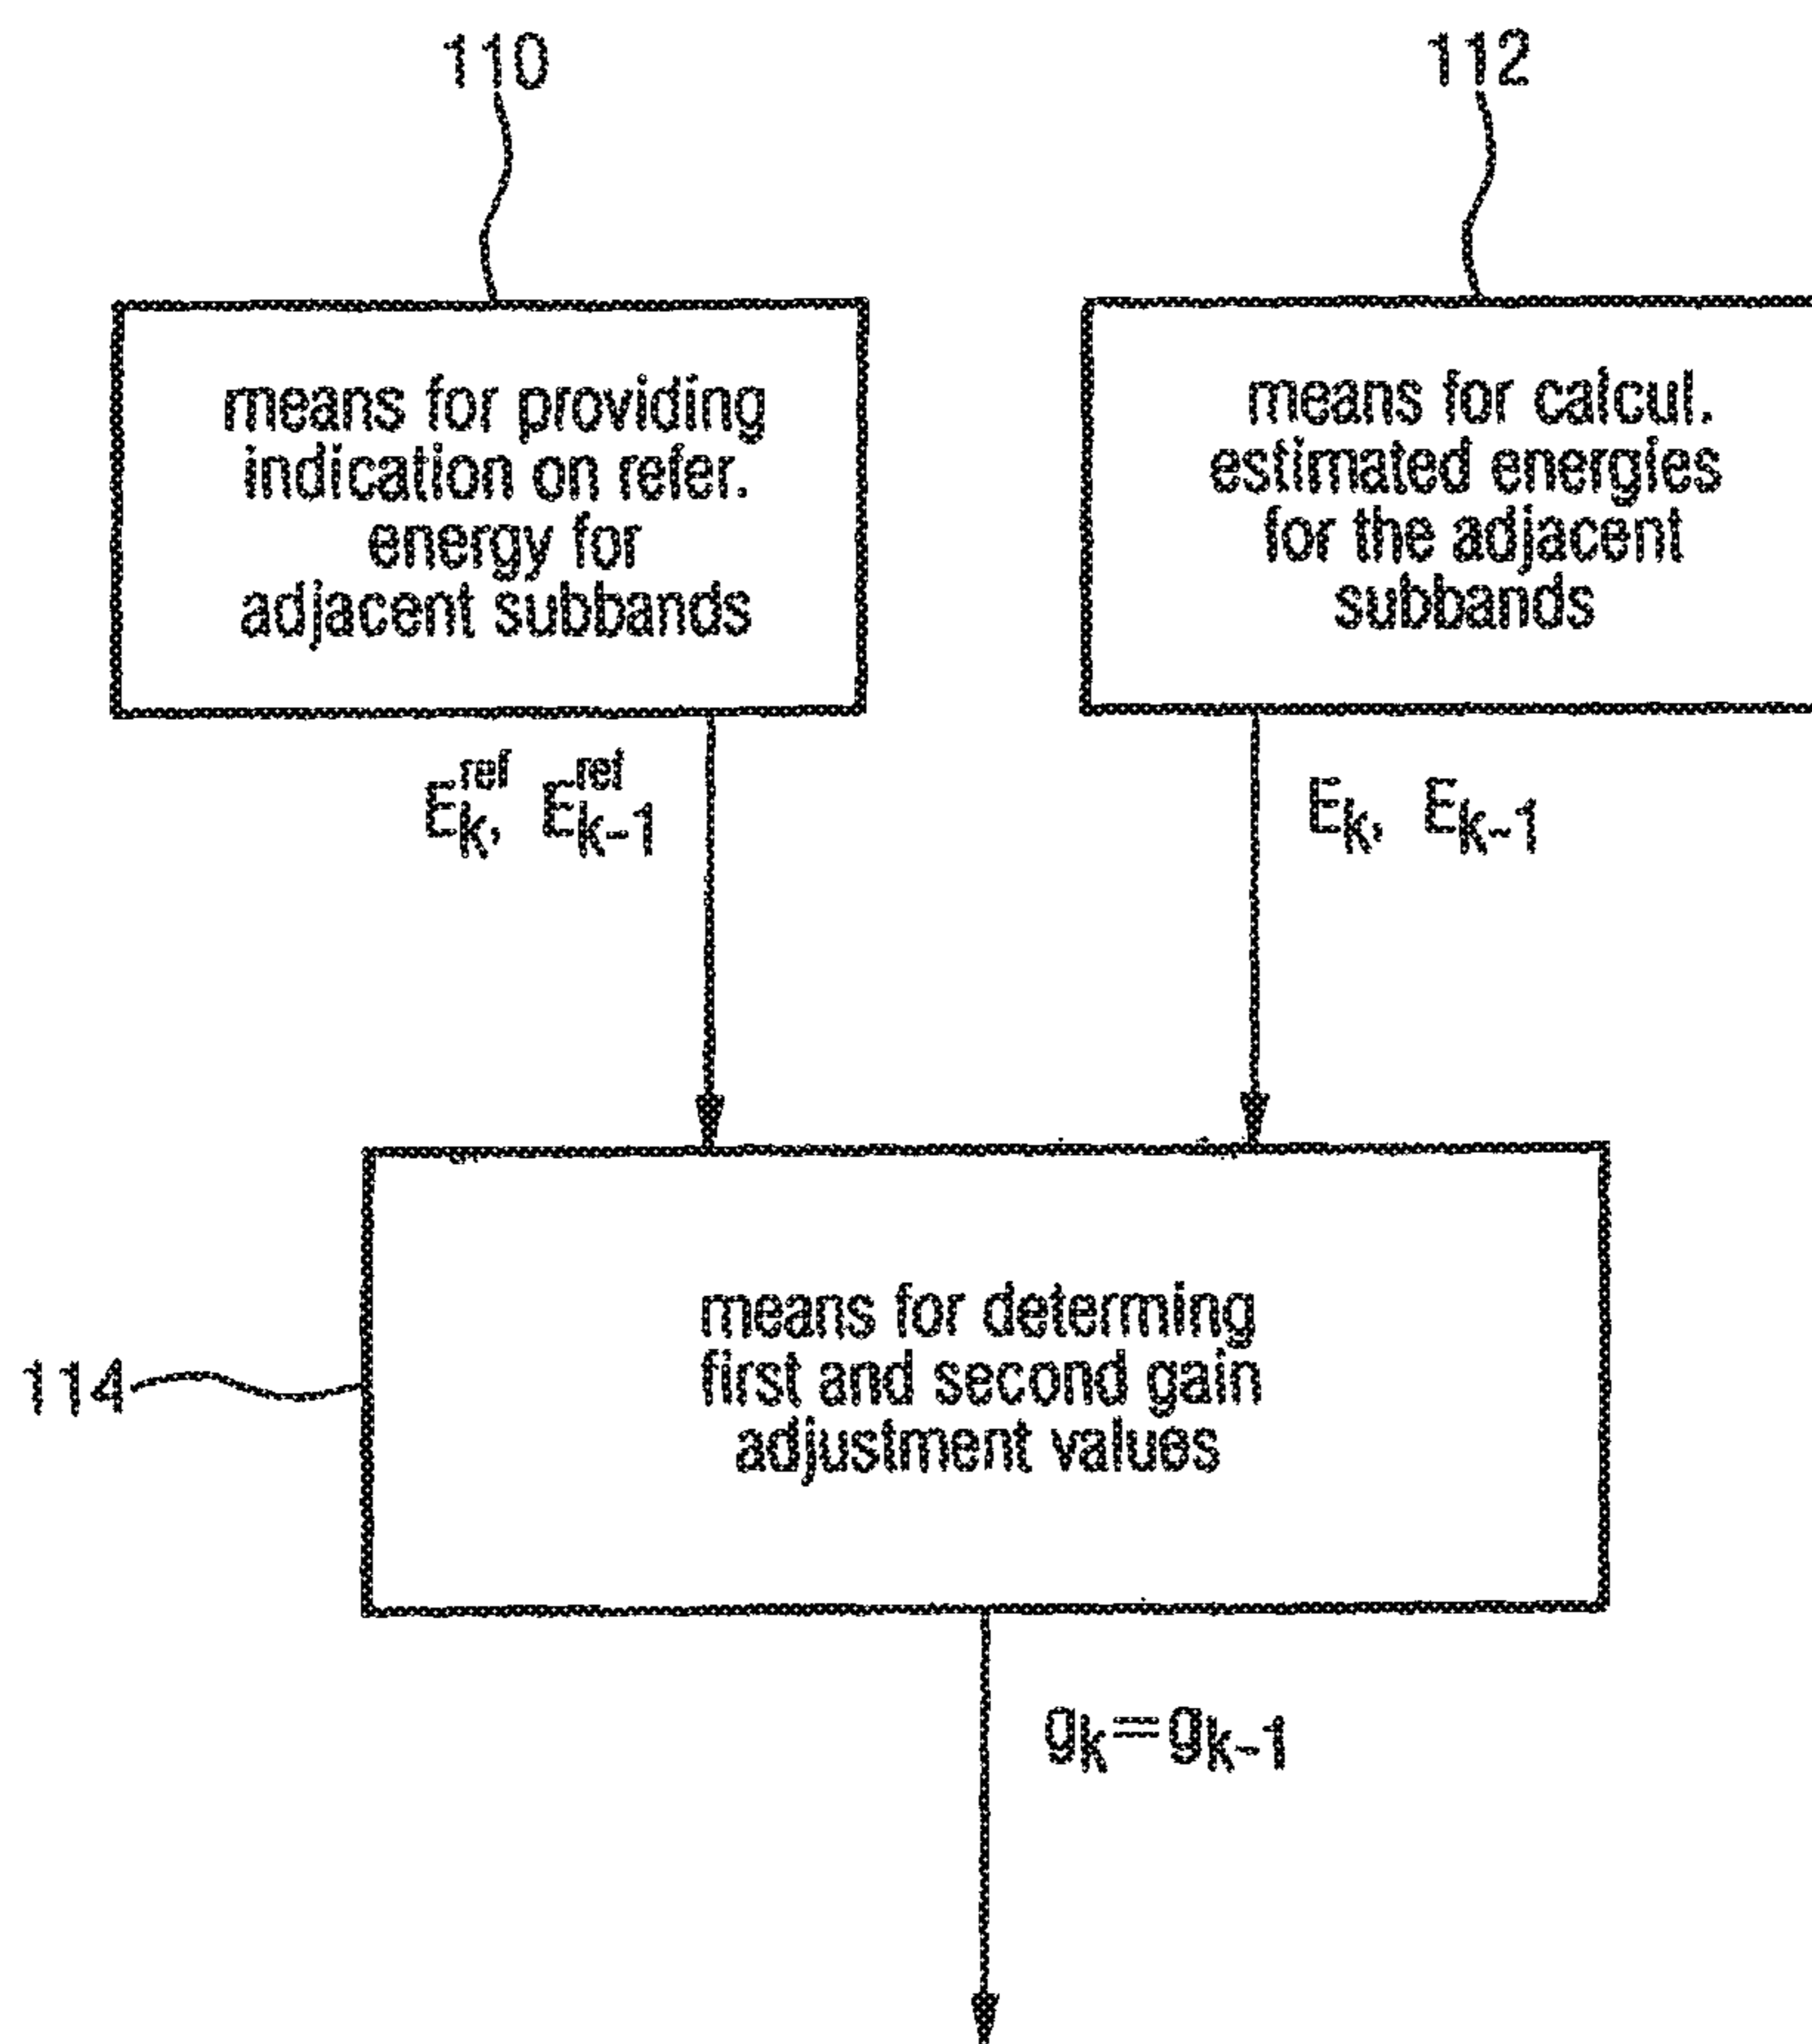 110
112
means for providing
indication on refer.
energy for
adjacent subbands
means for calcul.
estimated energies
for the adjacent
subbands
E_k^ref, E_k-1^ref
E_k, E_k-1
114
means for determing
first and second gain
adjustment values
g_k=g_k-1